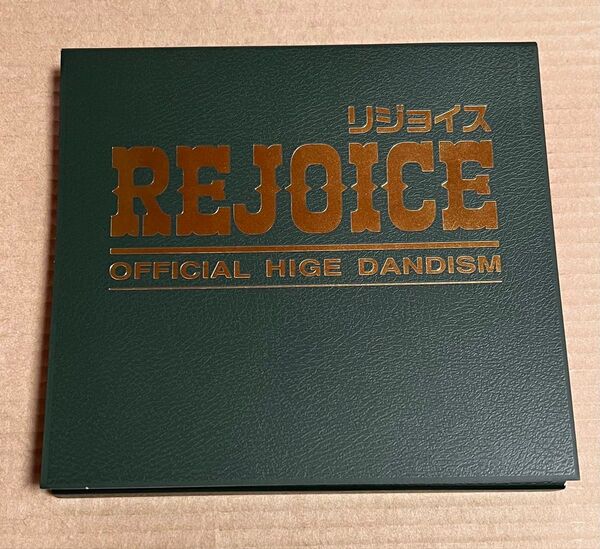 リジョイス
REJOICE
OFFICIAL HIGE DANDISM